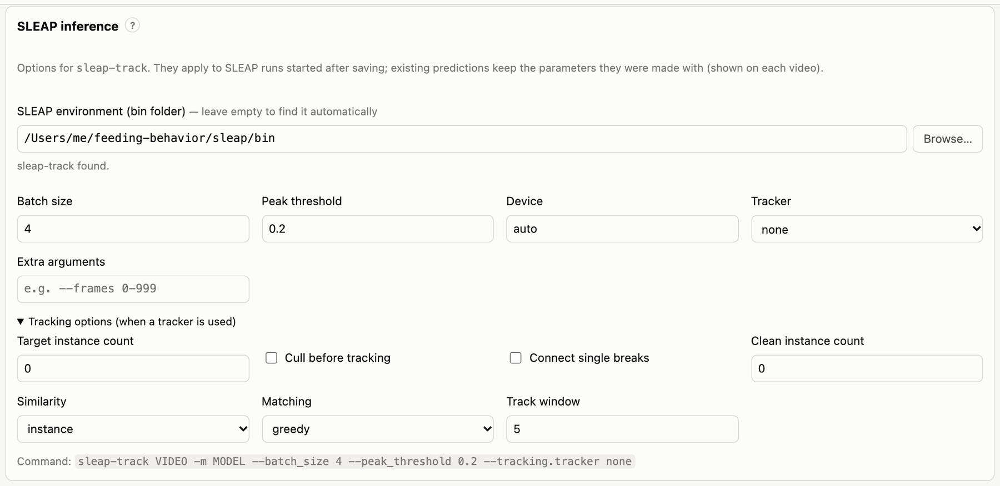 SLEAP inference ?
Options for sleap-track. They apply to SLEAP runs started after saving; existing predictions keep the parameters they were made with (shown on each video).
SLEAP environment (bin folder) — leave empty to find it automatically
/Users/me/feeding-behavior/sleap/bin Browse...
sleap-track found.
Batch size Peak threshold Device Tracker
4 0.2 auto none
Extra arguments
e.g. --frames 0-999
▼ Tracking options (when a tracker is used)
Target instance count Cull before tracking Connect single breaks Clean instance count
0 0
Similarity Matching Track window
instance greedy 5
Command: sleap-track VIDEO -m MODEL --batch_size 4 --peak_threshold 0.2 --tracking.tracker none